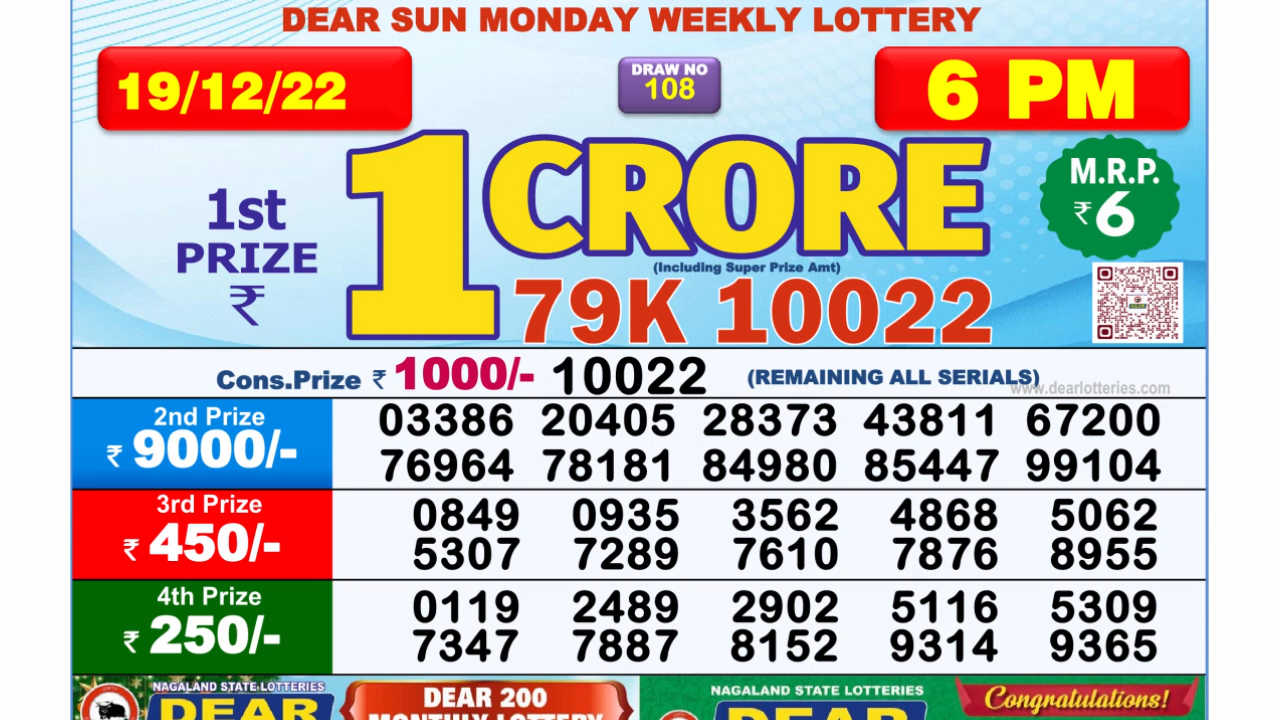 DEAR SUN MONDAY WEEKLY LOTTERY
19/12/22
DRAW NO
108
6 PM
1st
PRIZE
₹
1 CRORE
(Including Super Prize Amt)
79K 10022
M.R.P.
₹ 6
Cons.Prize ₹ 1000/- 10022 (REMAINING ALL SERIALS)
www.dearlotteries.com
2nd Prize
₹ 9000/-
03386 20405 28373 43811 67200
76964 78181 84980 85447 99104
3rd Prize
₹ 450/-
0849 0935 3562 4868 5062
5307 7289 7610 7876 8955
4th Prize
₹ 250/-
0119 2489 2902 5116 5309
7347 7887 8152 9314 9365
NAGALAND STATE LOTTERIES
DEAR
DEAR 200
MONTHLY LOTTERY
NAGALAND STATE LOTTERIES
DEAR
Congratulations!